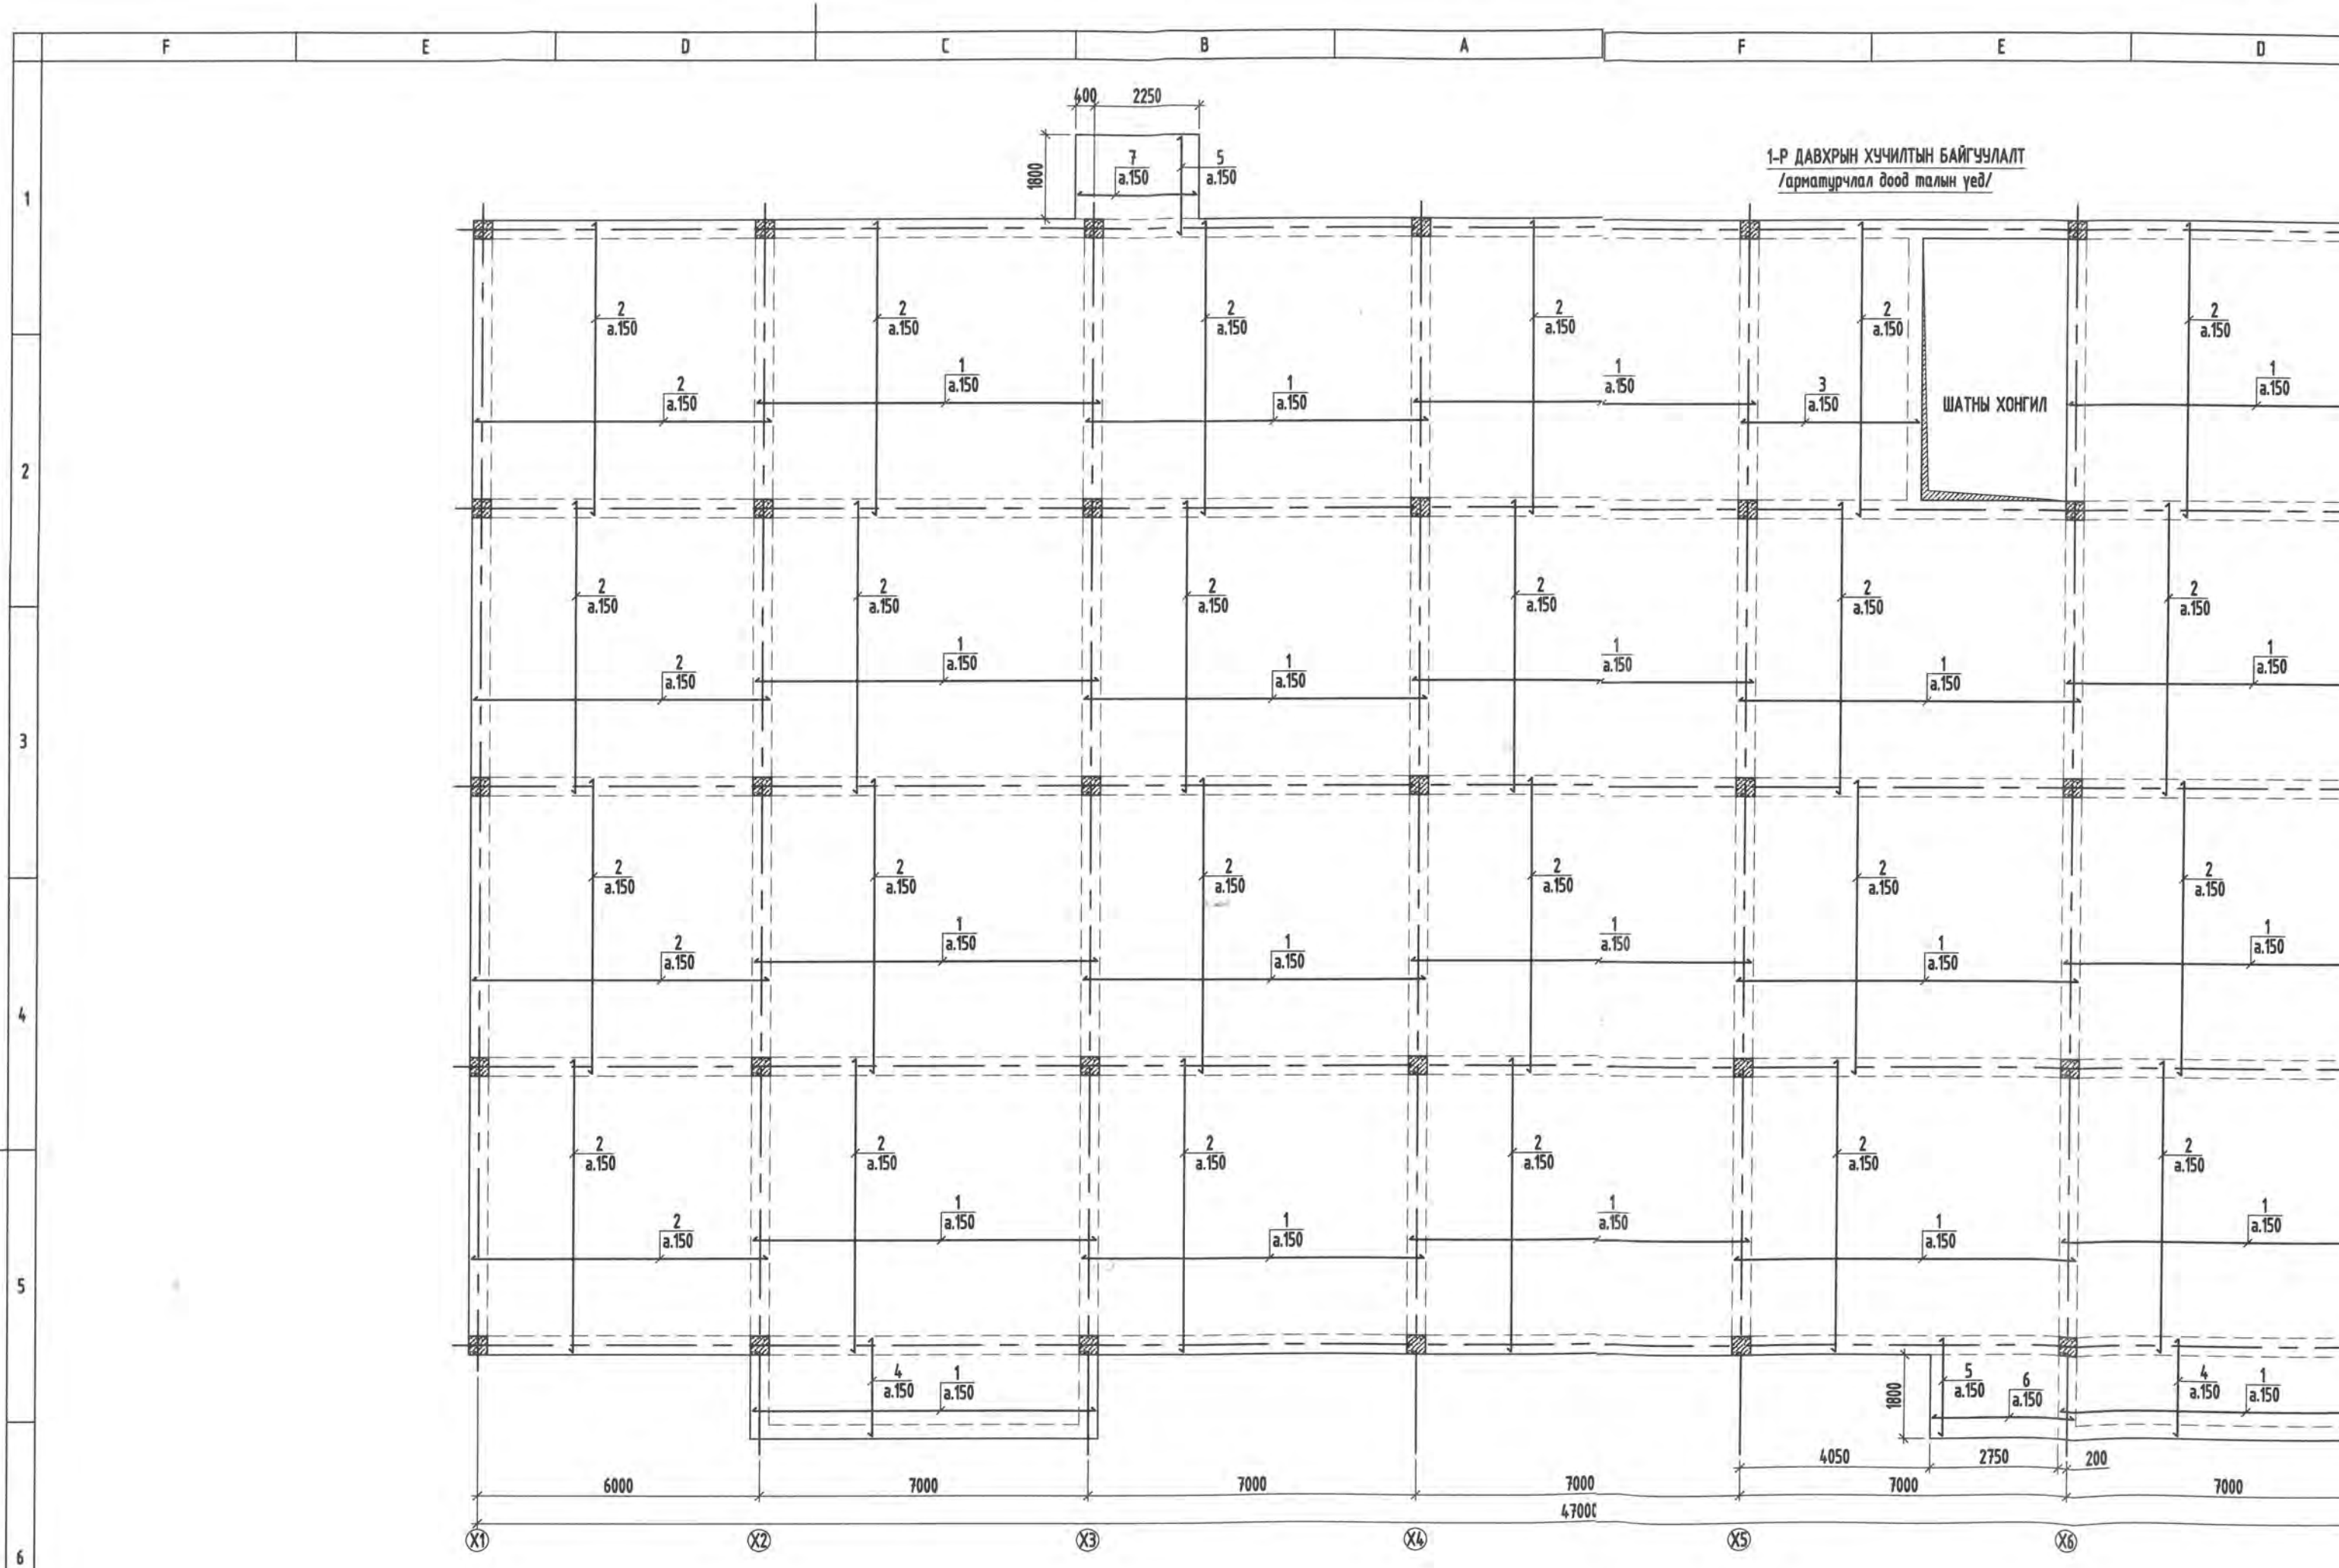 F E D C B A F E D
400 2250
1800
7 5
a.150 a.150
1-Р ДАВХРЫН ХУЧИЛТЫН БАЙГУУЛАЛТ
/арматурчлал доод талын үед/
1
2 2 2 2 2 2
a.150 a.150 a.150 a.150 a.150 a.150
2 1 1 1 3 1
a.150 a.150 a.150 a.150 a.150 a.150
ШАТНЫ ХОНГИЛ
2
2 2 2 2 2 2
a.150 a.150 a.150 a.150 a.150 a.150
2 1 1 1 1 1
a.150 a.150 a.150 a.150 a.150 a.150
3
2 2 2 2 2 2
a.150 a.150 a.150 a.150 a.150 a.150
2 1 1 1 1 1
a.150 a.150 a.150 a.150 a.150 a.150
4
2 2 2 2 2 2
a.150 a.150 a.150 a.150 a.150 a.150
2 1 1 1 1 1
a.150 a.150 a.150 a.150 a.150 a.150
5
4 1 5 6 4 1
a.150 a.150 a.150 a.150 a.150 a.150
1800
4050 2750 200
6000 7000 7000 7000 7000 7000
47000
X1 X2 X3 X4 X5 X6
6